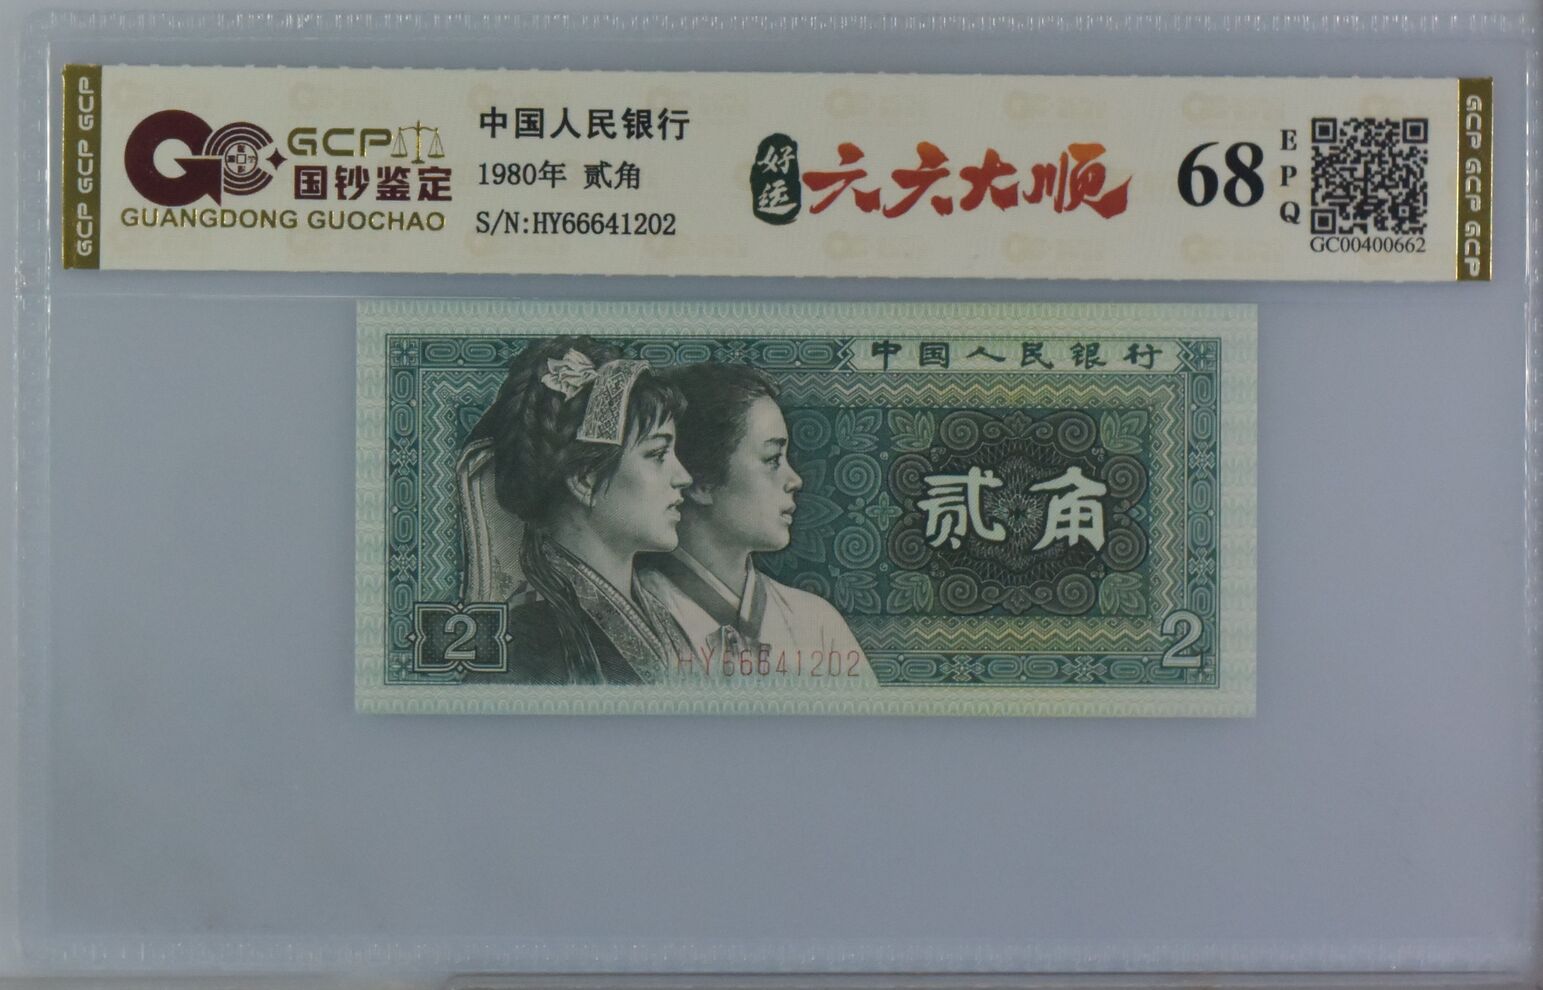 GCP GCP GCP
GCP
国钞鉴定
GUANGDONG GUOCHAO
中国人民银行
1980年 贰角
S/N:HY66641202
好运
六六大顺
68
EPQ
GC00400662
GCP GCP GCP
中国人民银行
贰角
2
HY66641202
2